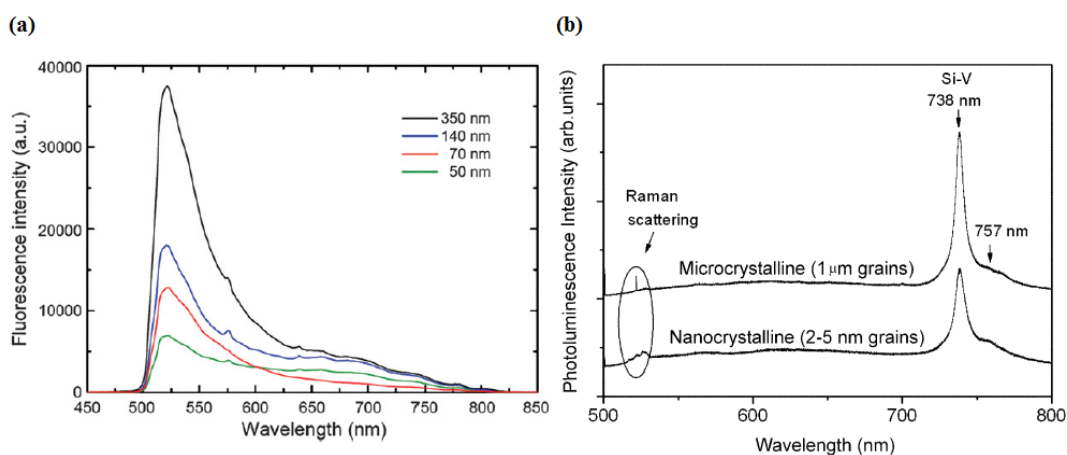 (a)
Fluorescence intensity (a.u.)
40000
30000
20000
10000
0
450 500 550 600 650 700 750 800 850
Wavelength (nm)
350 nm
140 nm
70 nm
50 nm
(b)
Photoluminescence Intensity (arb.units)
Si-V
738 nm
757 nm
Raman
scattering
Microcrystalline (1μm grains)
Nanocrystalline (2-5 nm grains)
500 600 700 800
Wavelength (nm)